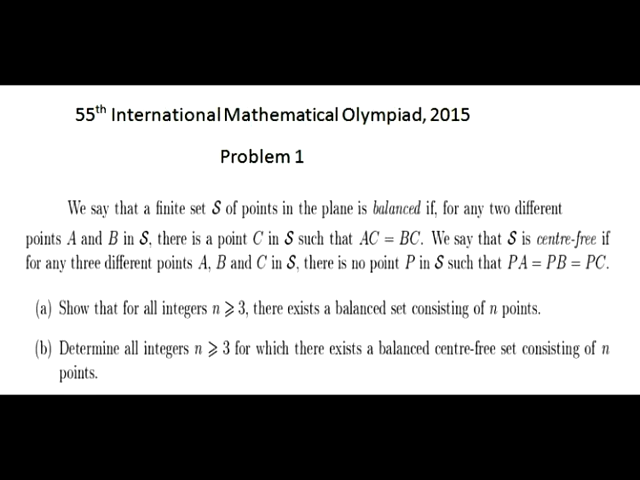 55th International Mathematical Olympiad, 2015
Problem 1
We say that a finite set S of points in the plane is balanced if, for any two different
points A and B in S, there is a point C in S such that AC = BC. We say that S is centre-free if
for any three different points A, B and C in S, there is no point P in S such that PA = PB = PC.
(a) Show that for all integers n ⩾ 3, there exists a balanced set consisting of n points.
(b) Determine all integers n ⩾ 3 for which there exists a balanced centre-free set consisting of n
points.